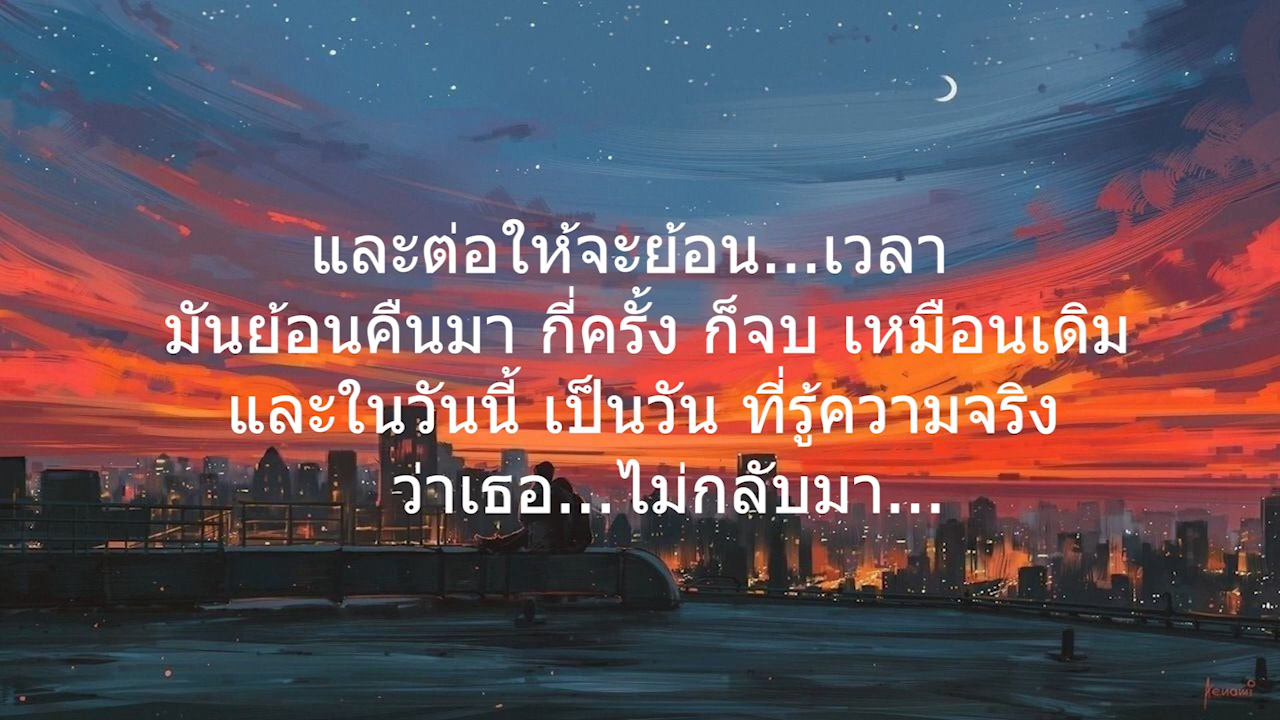 และต่อให้จะย้อน...เวลา
มันย้อนคืนมา กี่ครั้ง ก็จบ เหมือนเดิม
และในวันนี้ เป็นวัน ที่รู้ความจริง
ว่าเธอ...ไม่กลับมา...